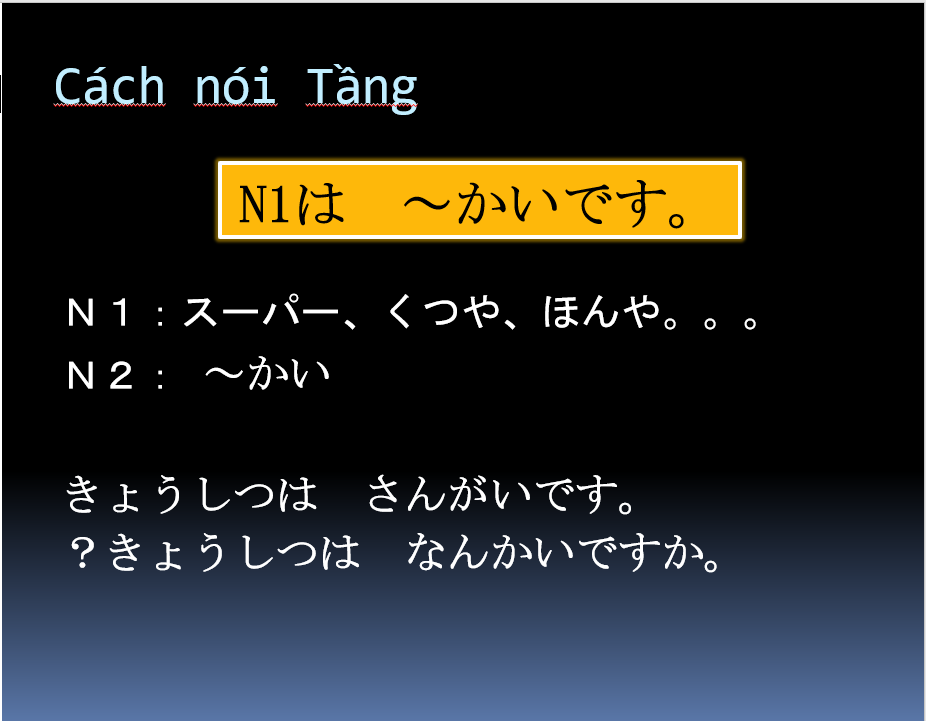 Cách nói Tầng
N1は　～かいです。
Ｎ１：スーパー、くつや、ほんや。。。
Ｎ２：　～かい
きょうしつは　さんがいです。
？きょうしつは　なんかいですか。